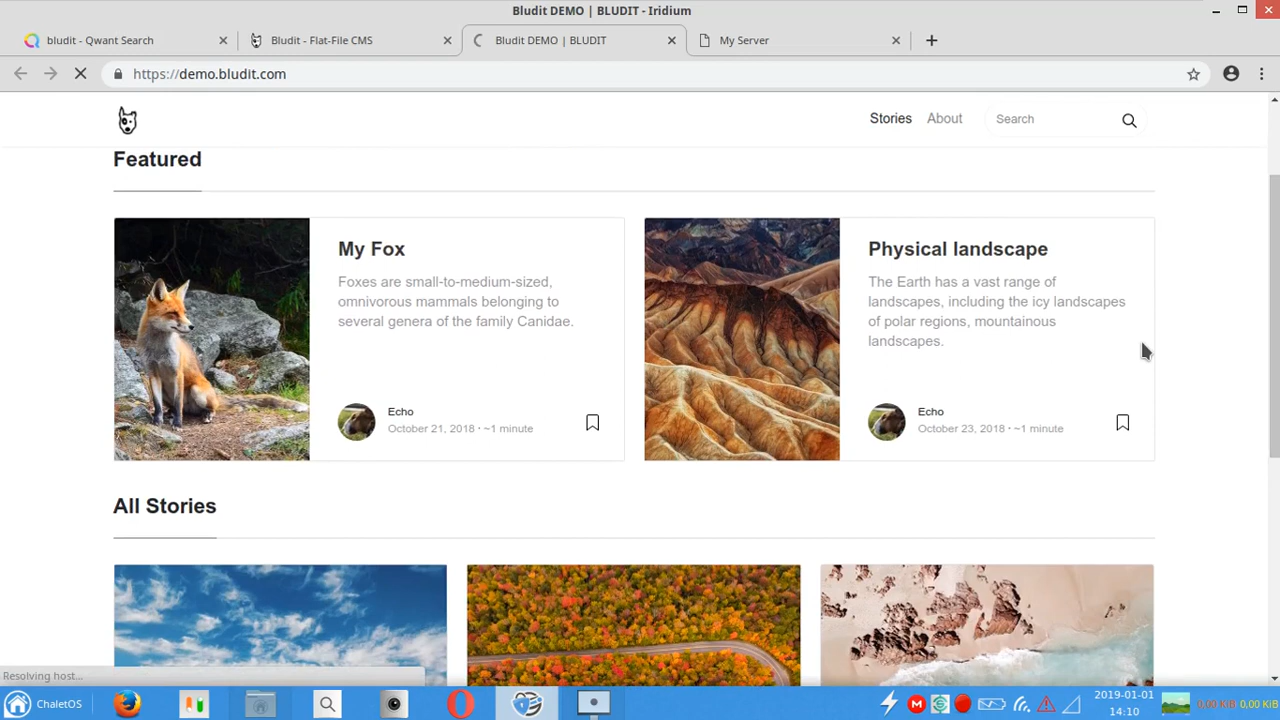 Bludit DEMO | BLUDIT - Iridium
bludit - Qwant Search
Bludit - Flat-File CMS
Bludit DEMO | BLUDIT
My Server
https://demo.bludit.com
Stories
About
Search
Featured
My Fox
Foxes are small-to-medium-sized,
omnivorous mammals belonging to
several genera of the family Canidae.
Echo
October 21, 2018 · ~1 minute
Physical landscape
The Earth has a vast range of
landscapes, including the icy landscapes
of polar regions, mountainous
landscapes.
Echo
October 23, 2018 · ~1 minute
All Stories
Resolving host...
ChaletOS
2019-01-01
14:10
0,00 KiB 0,00 KiB